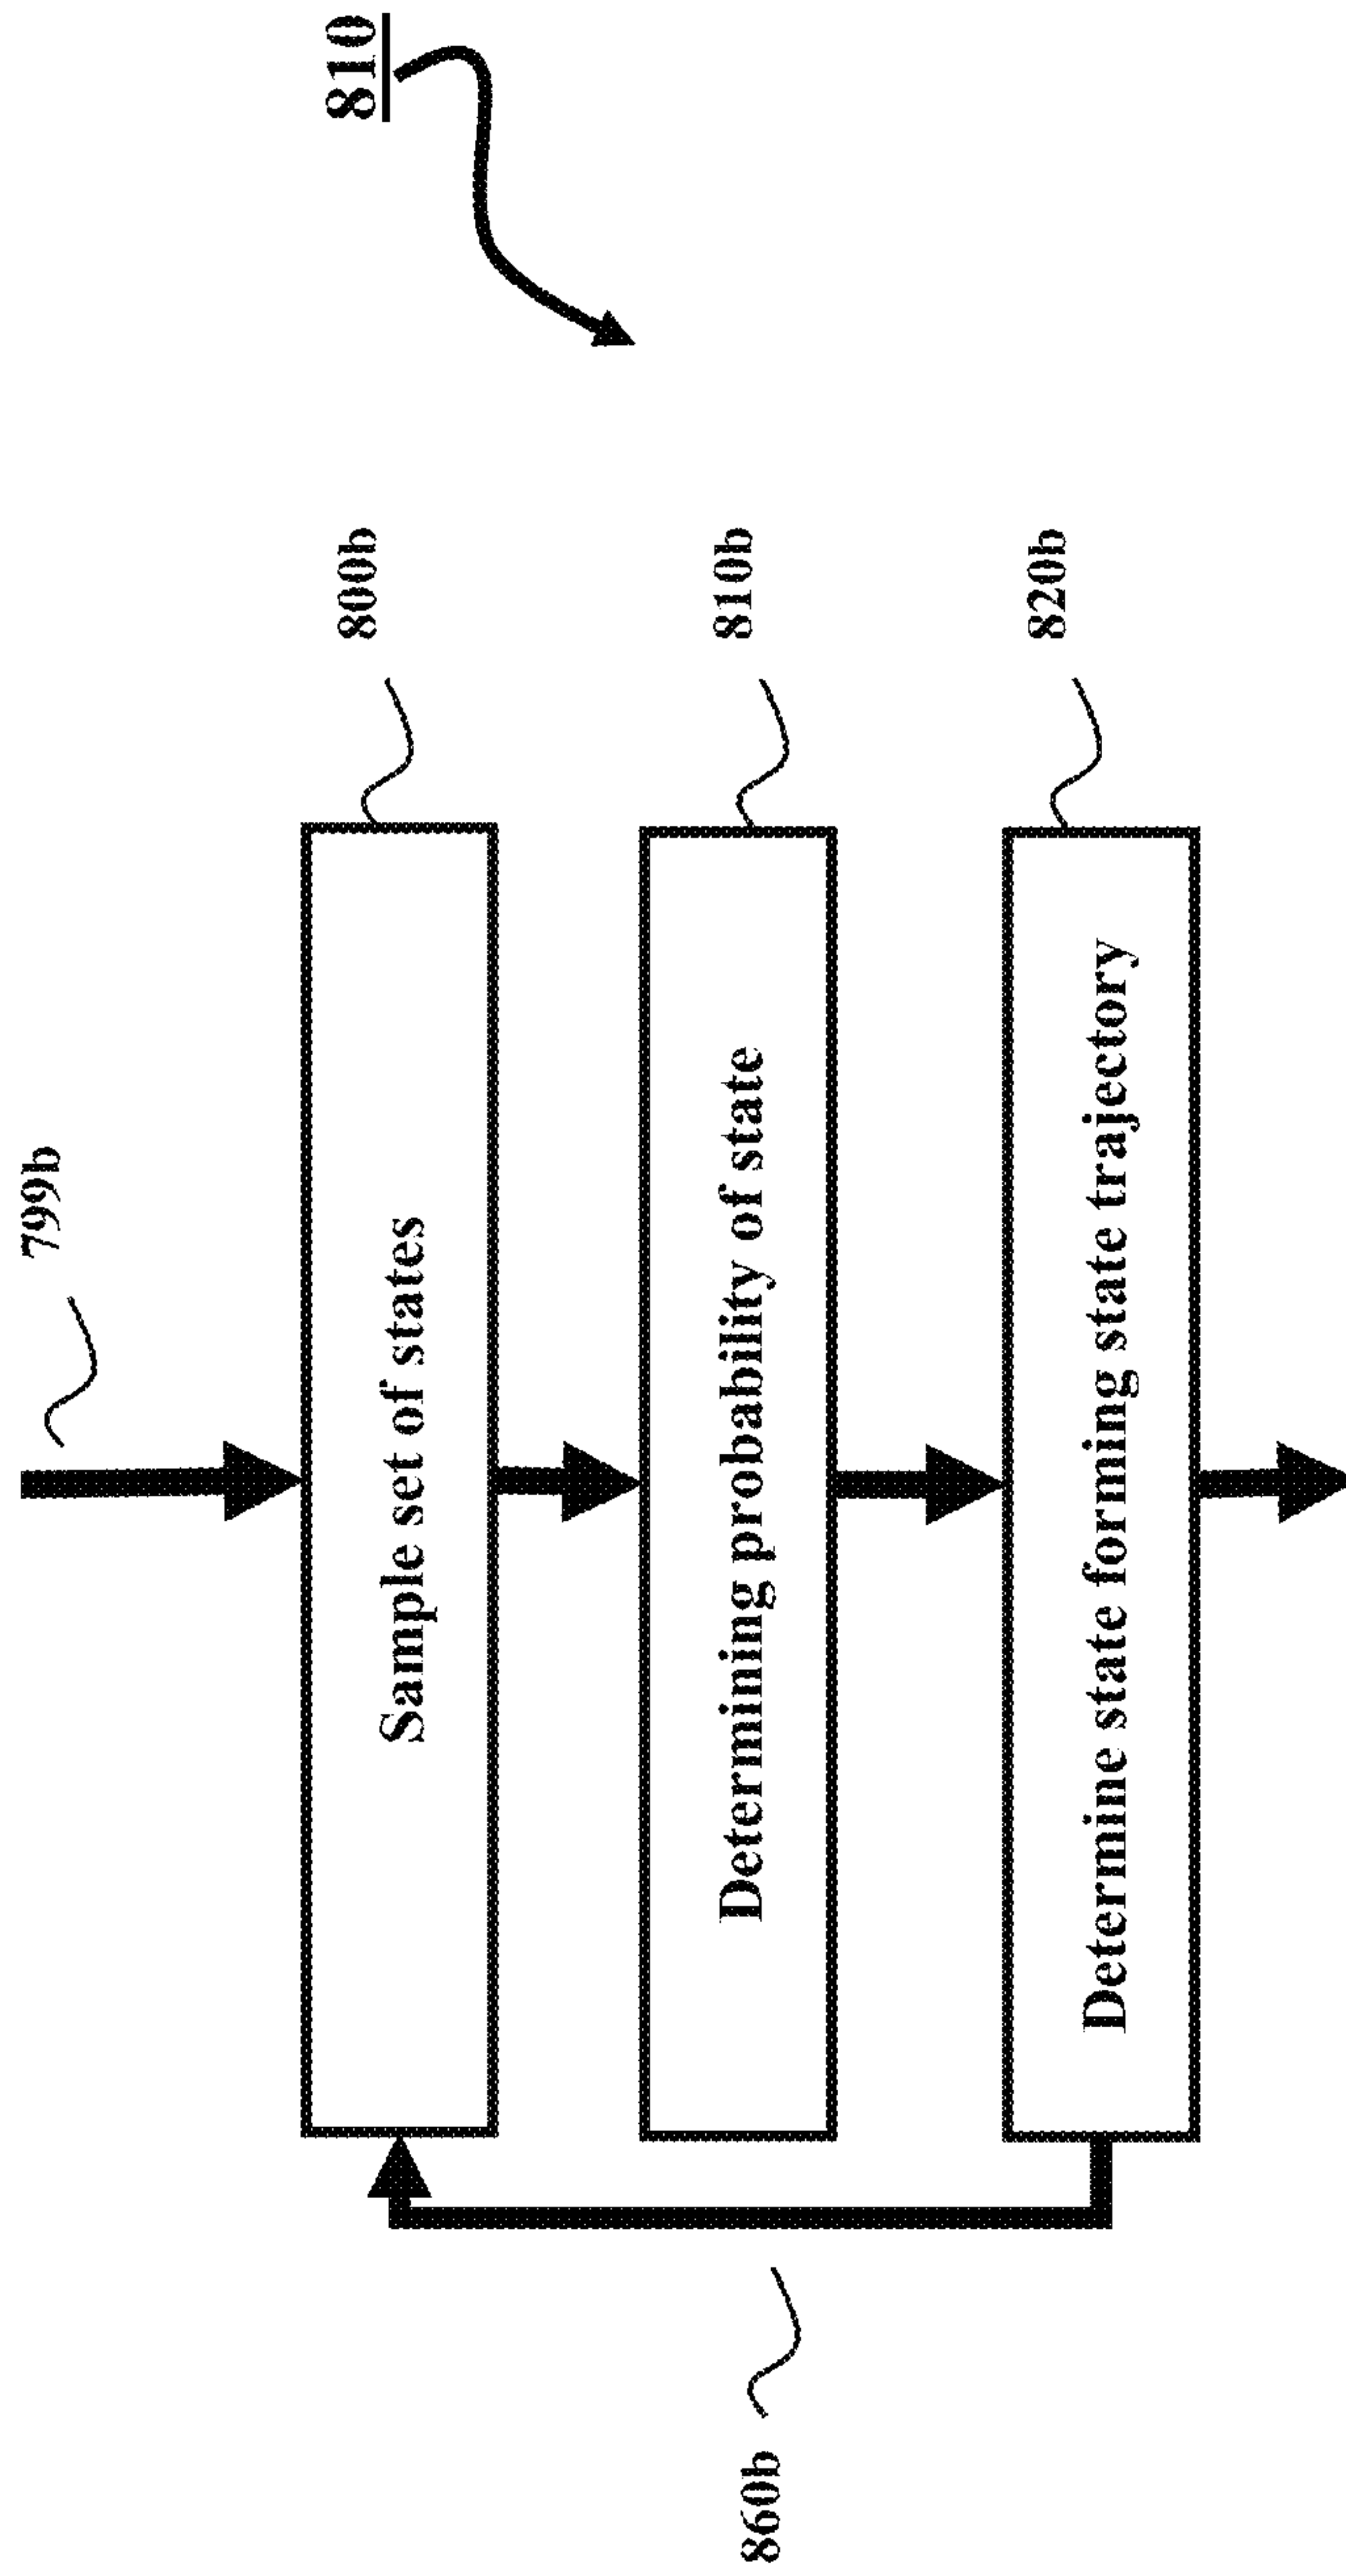 799b
810
Sample set of states
800b
Determining probability of state
810b
Determine state forming state trajectory
820b
860b